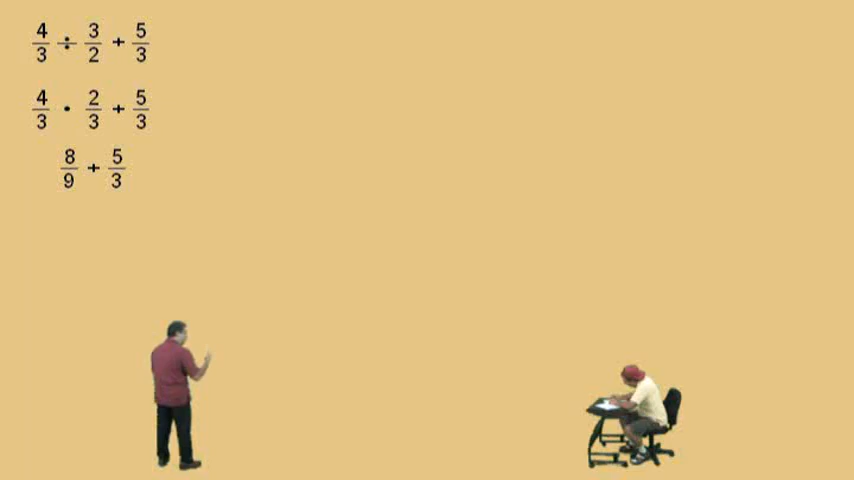 4/3 ÷ 3/2 + 5/3
4/3 · 2/3 + 5/3
8/9 + 5/3